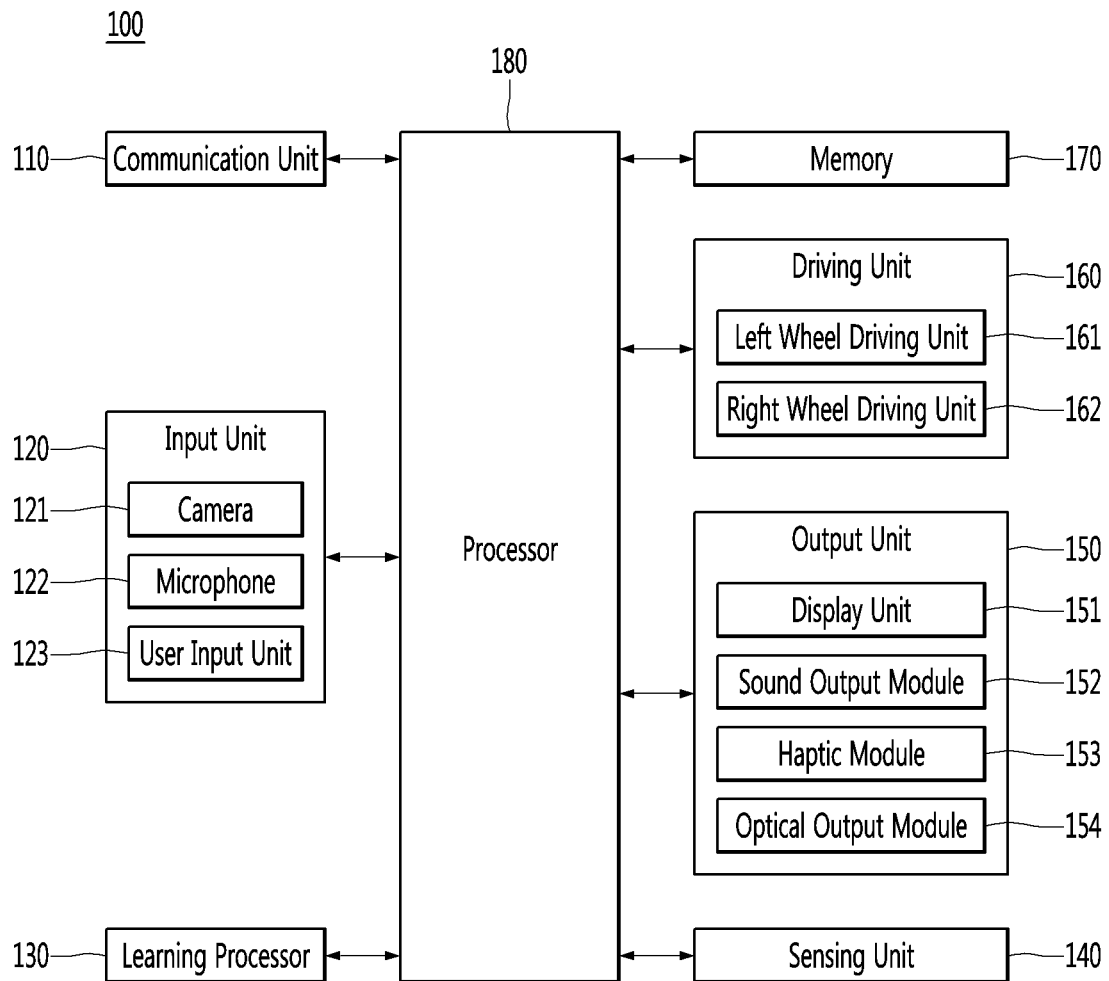 100
180
110
Communication Unit
Memory
170
Driving Unit
160
Left Wheel Driving Unit
161
Right Wheel Driving Unit
162
120
Input Unit
121
Camera
122
Microphone
123
User Input Unit
Processor
Output Unit
150
Display Unit
151
Sound Output Module
152
Haptic Module
153
Optical Output Module
154
130
Learning Processor
Sensing Unit
140